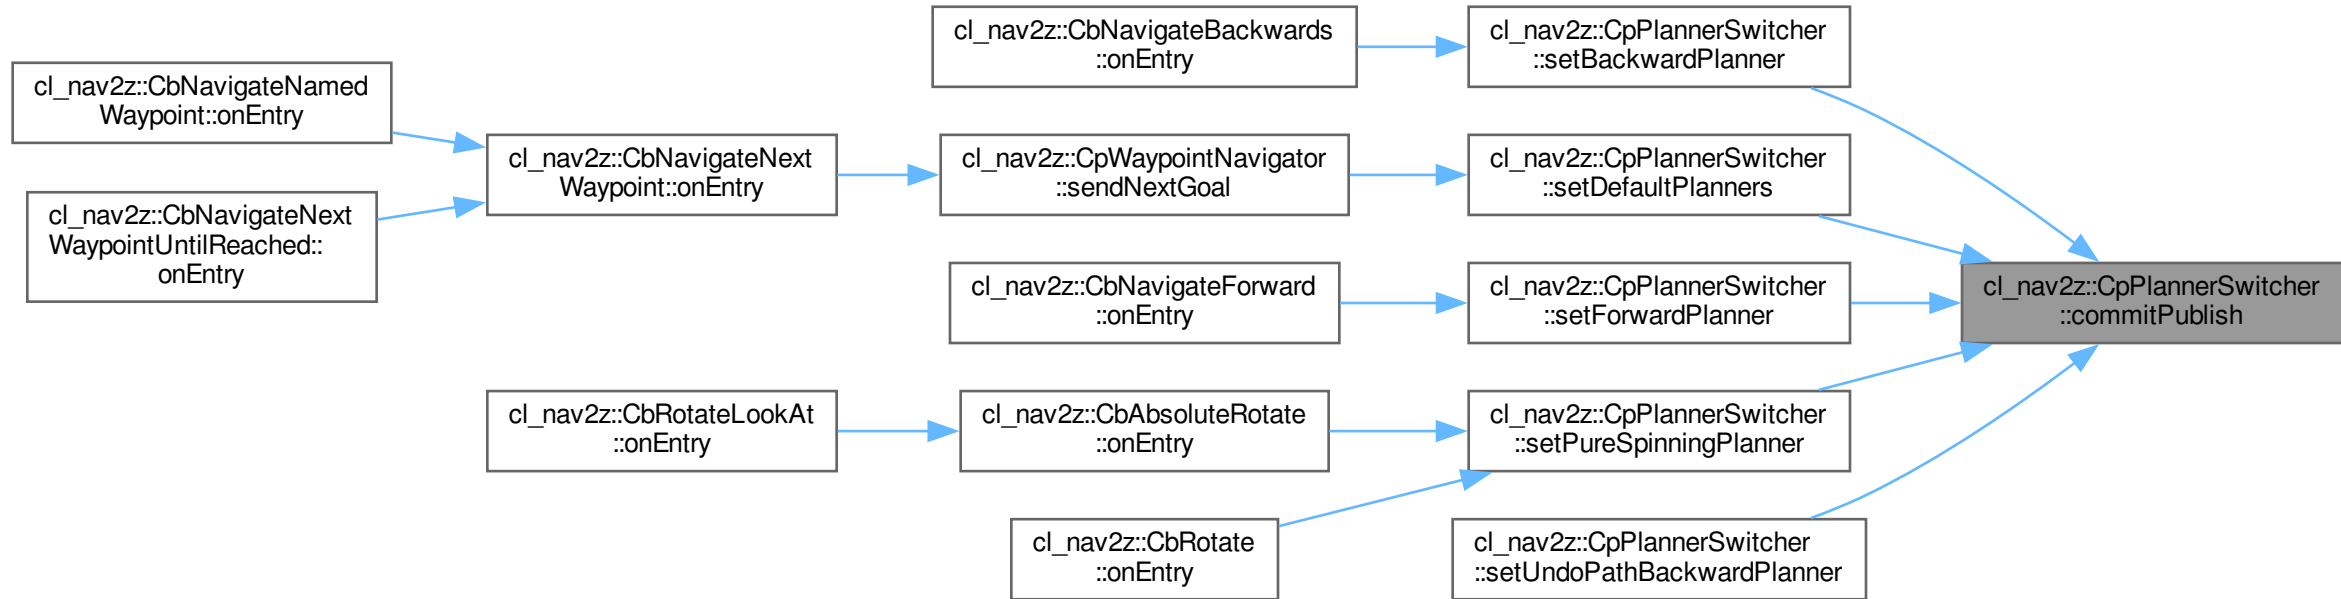 cl_nav2z::CbNavigateNamed
Waypoint::onEntry
cl_nav2z::CbNavigateNext
WaypointUntilReached::
onEntry
cl_nav2z::CbNavigateNext
Waypoint::onEntry
cl_nav2z::CbRotateLookAt
::onEntry
cl_nav2z::CbNavigateBackwards
::onEntry
cl_nav2z::CpWaypointNavigator
::sendNextGoal
cl_nav2z::CbNavigateForward
::onEntry
cl_nav2z::CbAbsoluteRotate
::onEntry
cl_nav2z::CbRotate
::onEntry
cl_nav2z::CpPlannerSwitcher
::setBackwardPlanner
cl_nav2z::CpPlannerSwitcher
::setDefaultPlanners
cl_nav2z::CpPlannerSwitcher
::setForwardPlanner
cl_nav2z::CpPlannerSwitcher
::setPureSpinningPlanner
cl_nav2z::CpPlannerSwitcher
::setUndoPathBackwardPlanner
cl_nav2z::CpPlannerSwitcher
::commitPublish